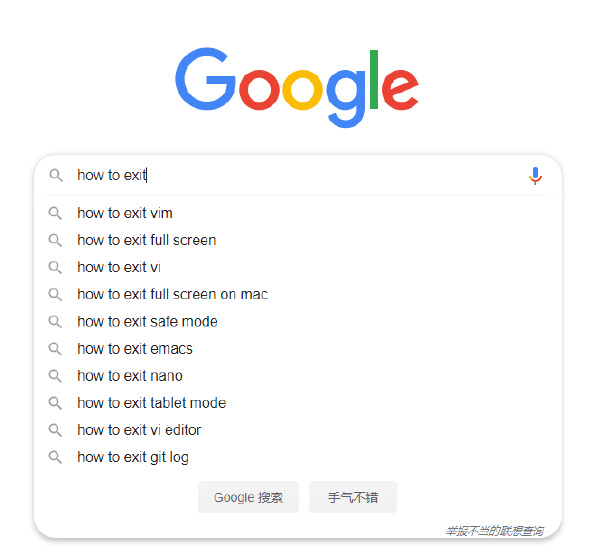 Google
how to exit
how to exit vim
how to exit full screen
how to exit vi
how to exit full screen on mac
how to exit safe mode
how to exit emacs
how to exit nano
how to exit tablet mode
how to exit vi editor
how to exit git log
Google 搜索 手气不错
举报不当的联想查询